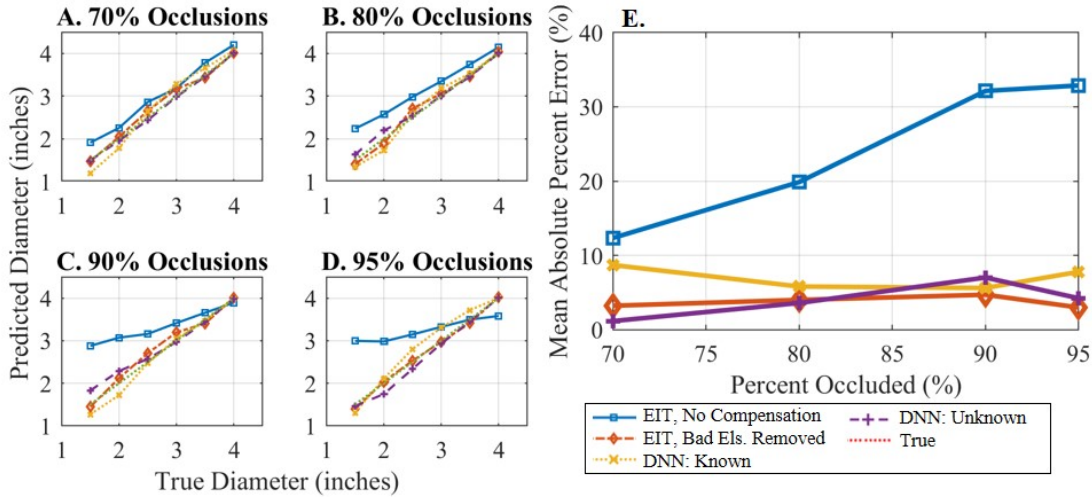 A. 70% Occlusions
B. 80% Occlusions
E.
4
3
2
1
1 2 3 4
4
3
2
1
1 2 3 4
C. 90% Occlusions
D. 95% Occlusions
4
3
2
1
1 2 3 4
4
3
2
1
1 2 3 4
Predicted Diameter (inches)
True Diameter (inches)
Mean Absolute Percent Error (%)
40
30
20
10
0
70 75 80 85 90 95
Percent Occluded (%)
EIT, No Compensation
EIT, Bad Els. Removed
DNN: Known
DNN: Unknown
True